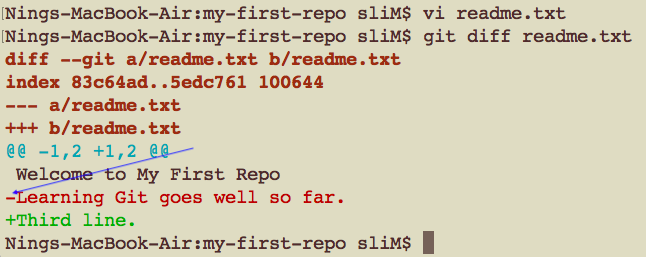 [Nings-MacBook-Air:my-first-repo sliM$ vi readme.txt
[Nings-MacBook-Air:my-first-repo sliM$ git diff readme.txt
diff --git a/readme.txt b/readme.txt
index 83c64ad..5edc761 100644
--- a/readme.txt
+++ b/readme.txt
@@ -1,2 +1,2 @@
 Welcome to My First Repo
-Learning Git goes well so far.
+Third line.
Nings-MacBook-Air:my-first-repo sliM$